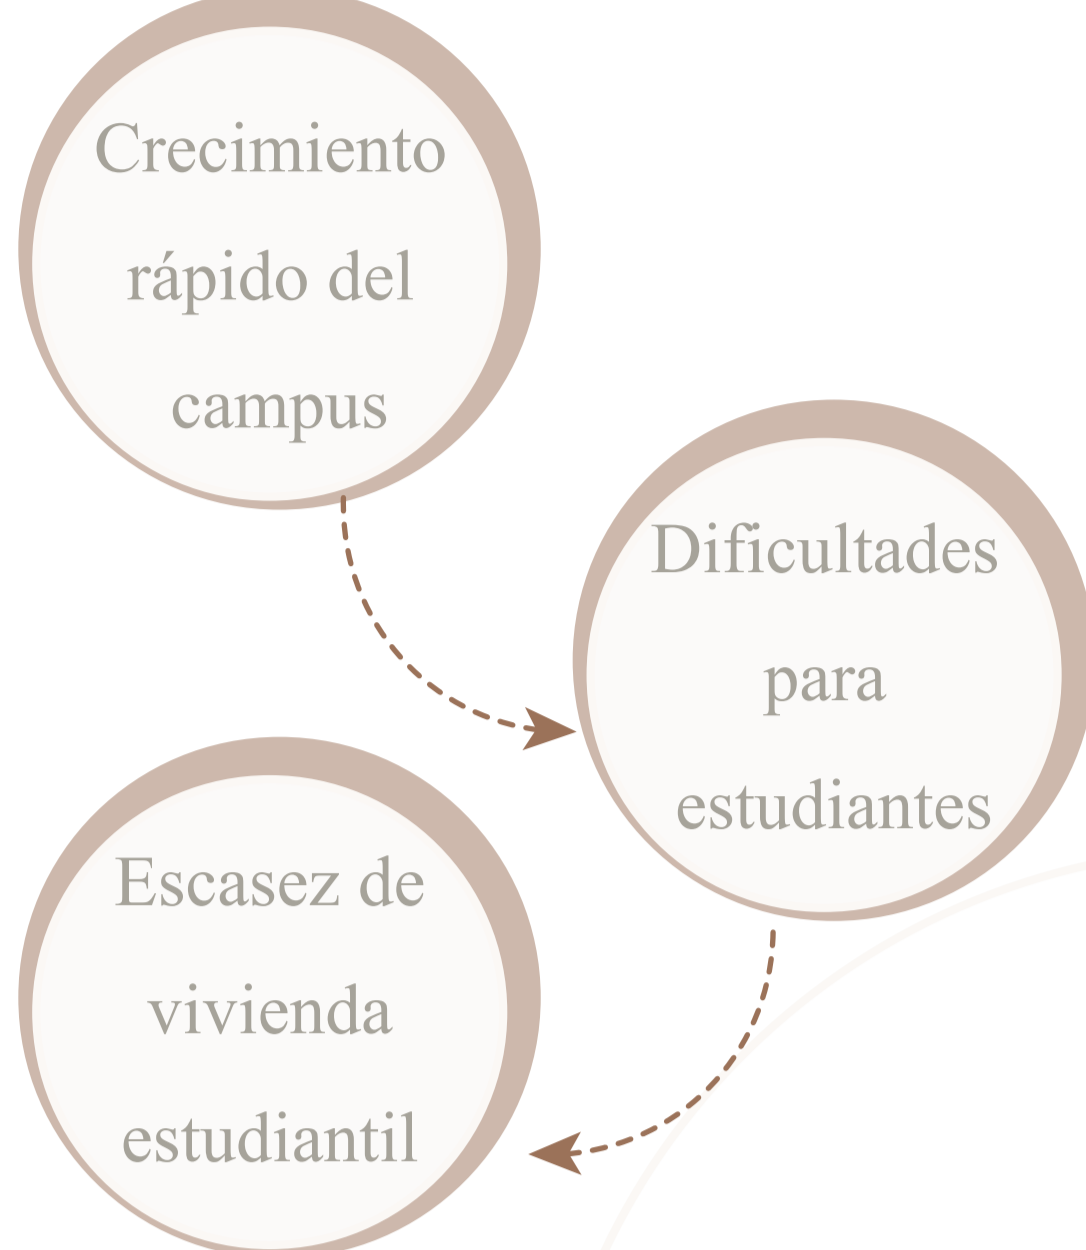 Crecimiento
rápido del
campus
Dificultades
para
estudiantes
Escasez de
vivienda
estudiantil